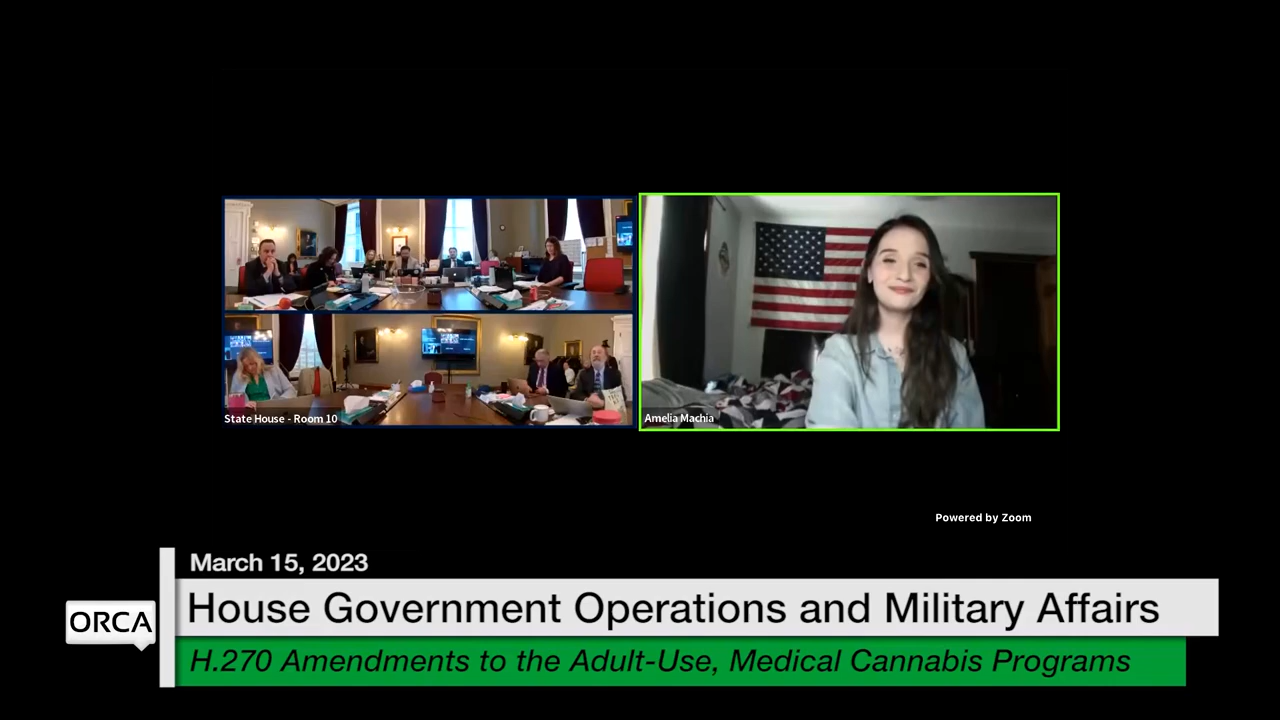 State House - Room 10
Amelia Machia
Powered by Zoom
March 15, 2023
House Government Operations and Military Affairs
ORCA
H.270 Amendments to the Adult-Use, Medical Cannabis Programs